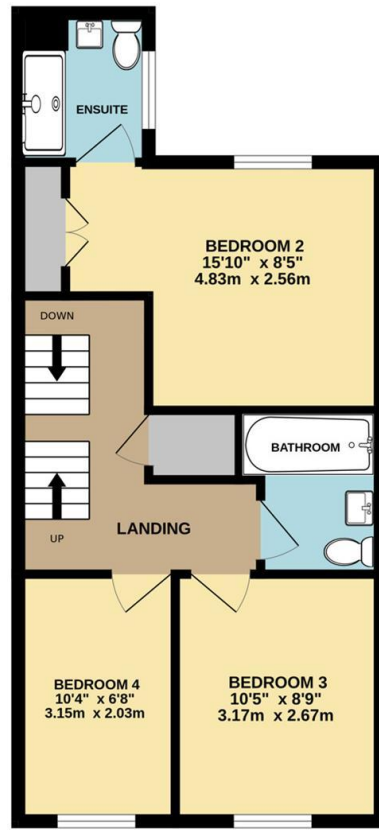 ENSUITE
BEDROOM 2
15'10" x 8'5"
4.83m x 2.56m
DOWN
BATHROOM
UP
LANDING
BEDROOM 4
10'4" x 6'8"
3.15m x 2.03m
BEDROOM 3
10'5" x 8'9"
3.17m x 2.67m